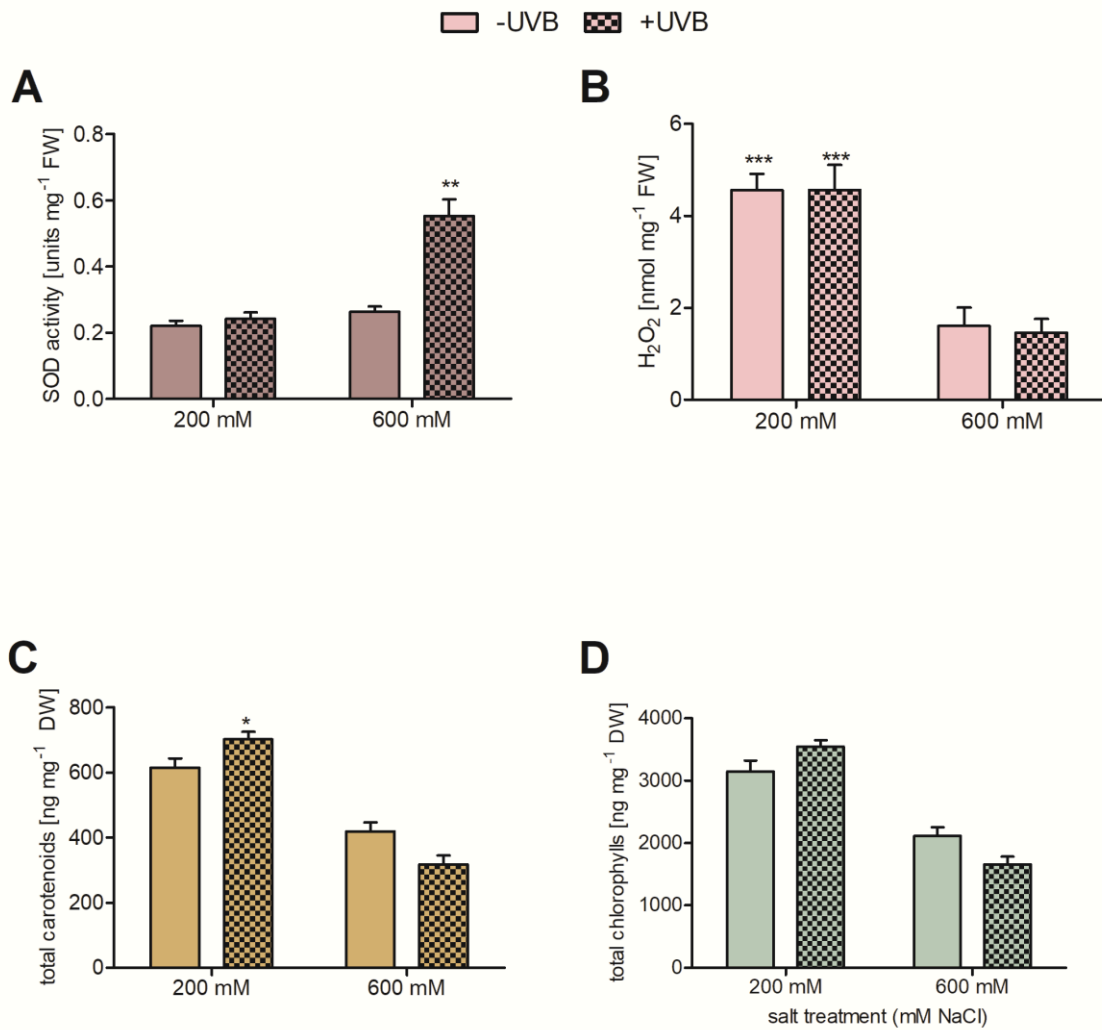 -UVB +UVB
A
SOD activity [units mg⁻¹ FW]
0.8
0.6
0.4
0.2
0.0
**
200 mM 600 mM
B
H₂O₂ [nmol mg⁻¹ FW]
6
4
2
0
*** ***
200 mM 600 mM
C
total carotenoids [ng mg⁻¹ DW]
800
600
400
200
0
*
200 mM 600 mM
D
total chlorophylls [ng mg⁻¹ DW]
4000
3000
2000
1000
0
200 mM 600 mM
salt treatment (mM NaCl)